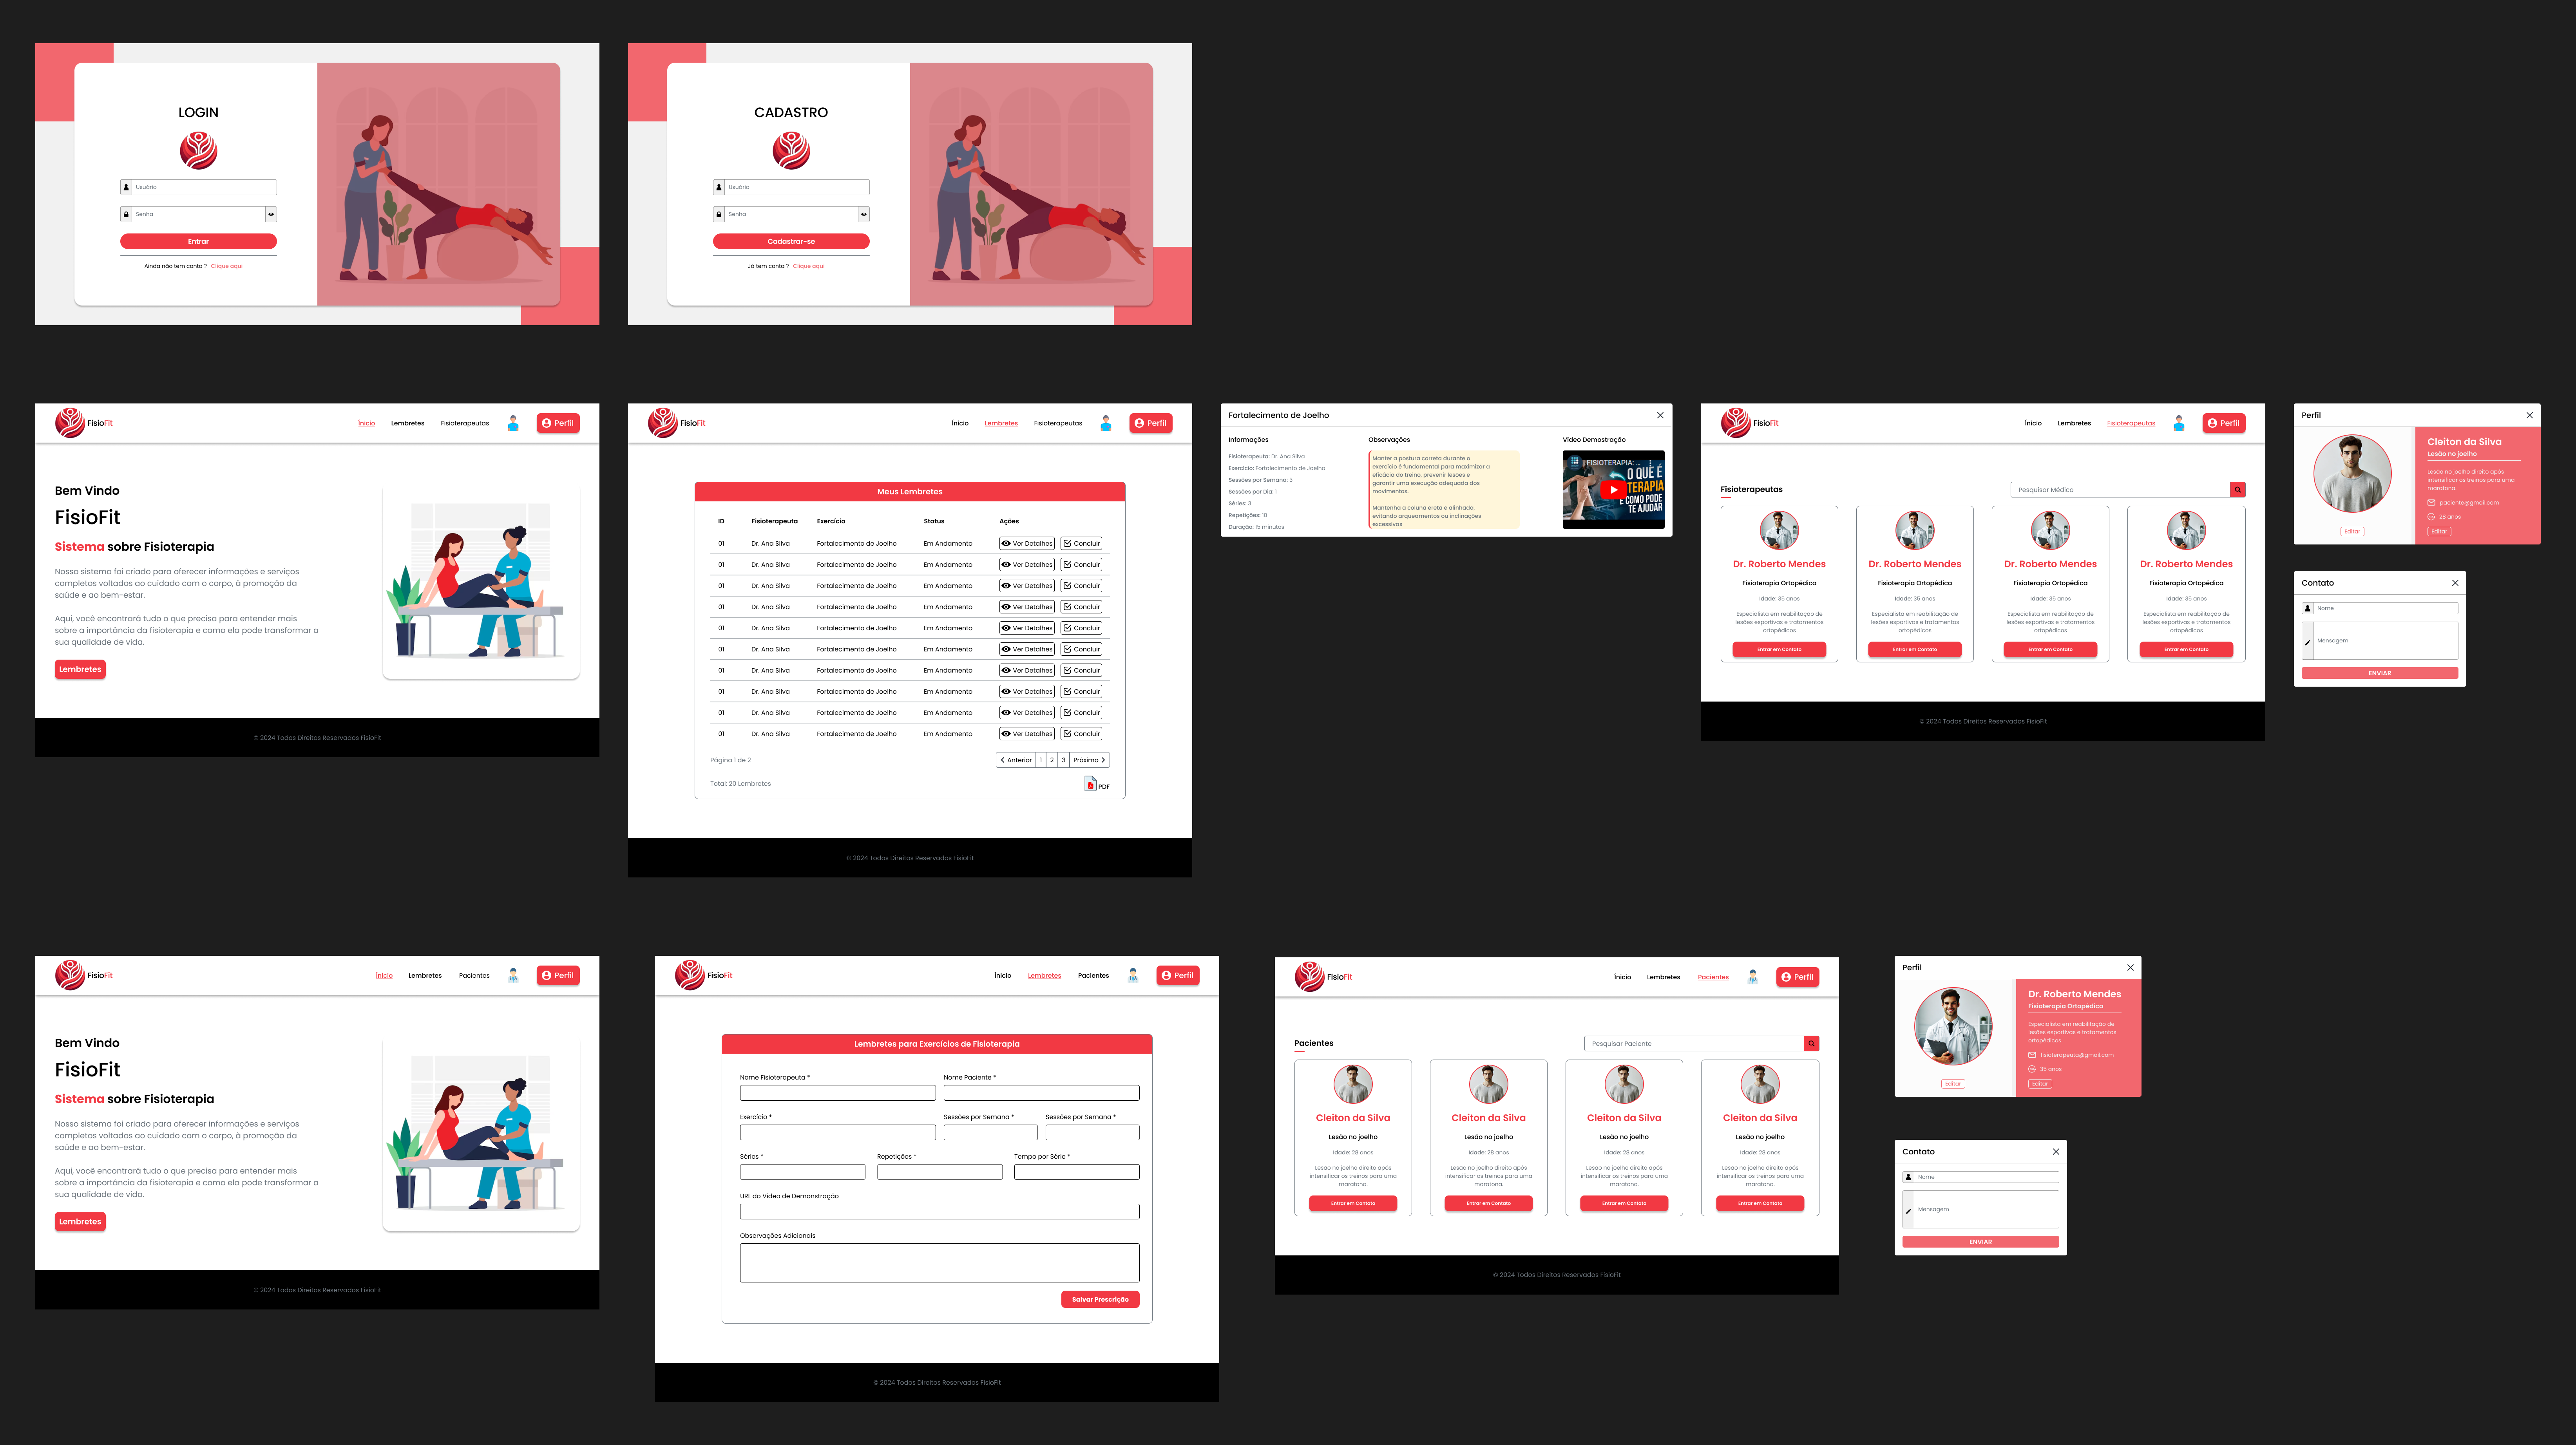 LOGIN
Usuário
Senha
Entrar
Ainda não tem conta ? Clique aqui
CADASTRO
Usuário
Senha
Cadastrar-se
Já tem conta ? Clique aqui
FisioFit
Ínicio Lembretes Fisioterapeutas Perfil
Bem Vindo
FisioFit
Sistema sobre Fisioterapia
Nosso sistema foi criado para oferecer informações e serviços
completos voltados ao cuidado com o corpo, à promoção da
saúde e ao bem-estar.
Aqui, você encontrará tudo o que precisa para entender mais
sobre a importância da fisioterapia e como ela pode transformar a
sua qualidade de vida.
Lembretes
© 2024 Todos Direitos Reservados FisioFit
FisioFit
Ínicio Lembretes Fisioterapeutas Perfil
Meus Lembretes
ID Fisioterapeuta Exercício Status Ações
01 Dr. Ana Silva Fortalecimento de Joelho Em Andamento Ver Detalhes Concluir
01 Dr. Ana Silva Fortalecimento de Joelho Em Andamento Ver Detalhes Concluir
01 Dr. Ana Silva Fortalecimento de Joelho Em Andamento Ver Detalhes Concluir
01 Dr. Ana Silva Fortalecimento de Joelho Em Andamento Ver Detalhes Concluir
01 Dr. Ana Silva Fortalecimento de Joelho Em Andamento Ver Detalhes Concluir
01 Dr. Ana Silva Fortalecimento de Joelho Em Andamento Ver Detalhes Concluir
01 Dr. Ana Silva Fortalecimento de Joelho Em Andamento Ver Detalhes Concluir
01 Dr. Ana Silva Fortalecimento de Joelho Em Andamento Ver Detalhes Concluir
01 Dr. Ana Silva Fortalecimento de Joelho Em Andamento Ver Detalhes Concluir
01 Dr. Ana Silva Fortalecimento de Joelho Em Andamento Ver Detalhes Concluir
Página 1 de 2 Anterior 1 2 3 Próximo
Total: 20 Lembretes PDF
© 2024 Todos Direitos Reservados FisioFit
Fortalecimento de Joelho
Informações
Fisioterapeuta: Dr. Ana Silva
Exercício: Fortalecimento de Joelho
Sessões por Semana: 3
Sessões por Dia: 1
Séries: 3
Repetições: 10
Duração: 15 minutos
Observações
Manter a postura correta durante o
exercício é fundamental para maximizar a
eficácia do treino, prevenir lesões e
garantir uma execução adequada dos
movimentos.
Mantenha a coluna ereta e alinhada,
evitando arqueamentos ou inclinações
excessivas
Vídeo Demostração
FISIOTERAPIA: ...
O QUE É
TERAPIA
E COMO PODE
TE AJUDAR
FisioFit
Ínicio Lembretes Fisioterapeutas Perfil
Fisioterapeutas Pesquisar Médico
Dr. Roberto Mendes Dr. Roberto Mendes Dr. Roberto Mendes Dr. Roberto Mendes
Fisioterapia Ortopédica Fisioterapia Ortopédica Fisioterapia Ortopédica Fisioterapia Ortopédica
Idade: 35 anos Idade: 35 anos Idade: 35 anos Idade: 35 anos
Especialista em reabilitação de Especialista em reabilitação de Especialista em reabilitação de Especialista em reabilitação de
lesões esportivas e tratamentos lesões esportivas e tratamentos lesões esportivas e tratamentos lesões esportivas e tratamentos
ortopédicos ortopédicos ortopédicos ortopédicos
Entrar em Contato Entrar em Contato Entrar em Contato Entrar em Contato
© 2024 Todos Direitos Reservados FisioFit
Perfil
Editar
Cleiton da Silva
Lesão no joelho
Lesão no joelho direito após
intensificar os treinos para uma
maratona.
paciente@gmail.com
28 anos
Editar
Contato
Nome
Mensagem
ENVIAR
FisioFit
Ínicio Lembretes Pacientes Perfil
Bem Vindo
FisioFit
Sistema sobre Fisioterapia
Nosso sistema foi criado para oferecer informações e serviços
completos voltados ao cuidado com o corpo, à promoção da
saúde e ao bem-estar.
Aqui, você encontrará tudo o que precisa para entender mais
sobre a importância da fisioterapia e como ela pode transformar a
sua qualidade de vida.
Lembretes
© 2024 Todos Direitos Reservados FisioFit
FisioFit
Ínicio Lembretes Pacientes Perfil
Lembretes para Exercícios de Fisioterapia
Nome Fisioterapeuta * Nome Paciente *
Exercício * Sessões por Semana * Sessões por Semana *
Séries * Repetições * Tempo por Série *
URL do Vídeo de Demonstração
Observações Adicionais
Salvar Prescrição
© 2024 Todos Direitos Reservados FisioFit
FisioFit
Ínicio Lembretes Pacientes Perfil
Pacientes Pesquisar Paciente
Cleiton da Silva Cleiton da Silva Cleiton da Silva Cleiton da Silva
Lesão no joelho Lesão no joelho Lesão no joelho Lesão no joelho
Idade: 28 anos Idade: 28 anos Idade: 28 anos Idade: 28 anos
Lesão no joelho direito após Lesão no joelho direito após Lesão no joelho direito após Lesão no joelho direito após
intensificar os treinos para uma intensificar os treinos para uma intensificar os treinos para uma intensificar os treinos para uma
maratona. maratona. maratona. maratona.
Entrar em Contato Entrar em Contato Entrar em Contato Entrar em Contato
© 2024 Todos Direitos Reservados FisioFit
Perfil
Editar
Dr. Roberto Mendes
Fisioterapia Ortopédica
Especialista em reabilitação de
lesões esportivas e tratamentos
ortopédicos
fisioterapeuta@gmail.com
35 anos
Editar
Contato
Nome
Mensagem
ENVIAR